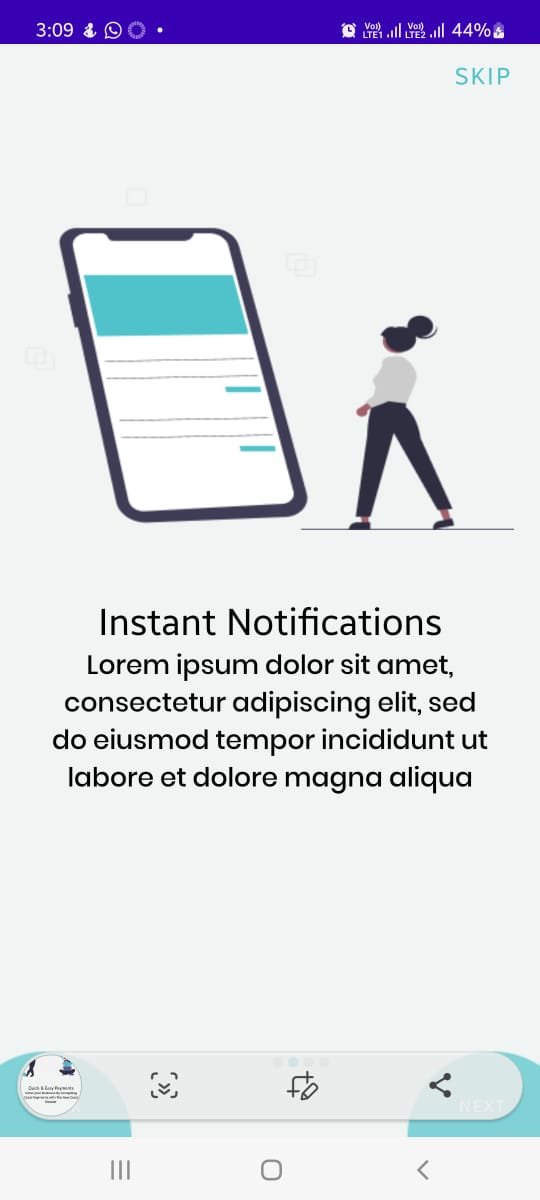 3:09
Vo)) LTE1 Vo)) LTE2 44%
SKIP
Instant Notifications
Lorem ipsum dolor sit amet,
consectetur adipiscing elit, sed
do eiusmod tempor incididunt ut
labore et dolore magna aliqua
Quick & Easy Payments
NEXT